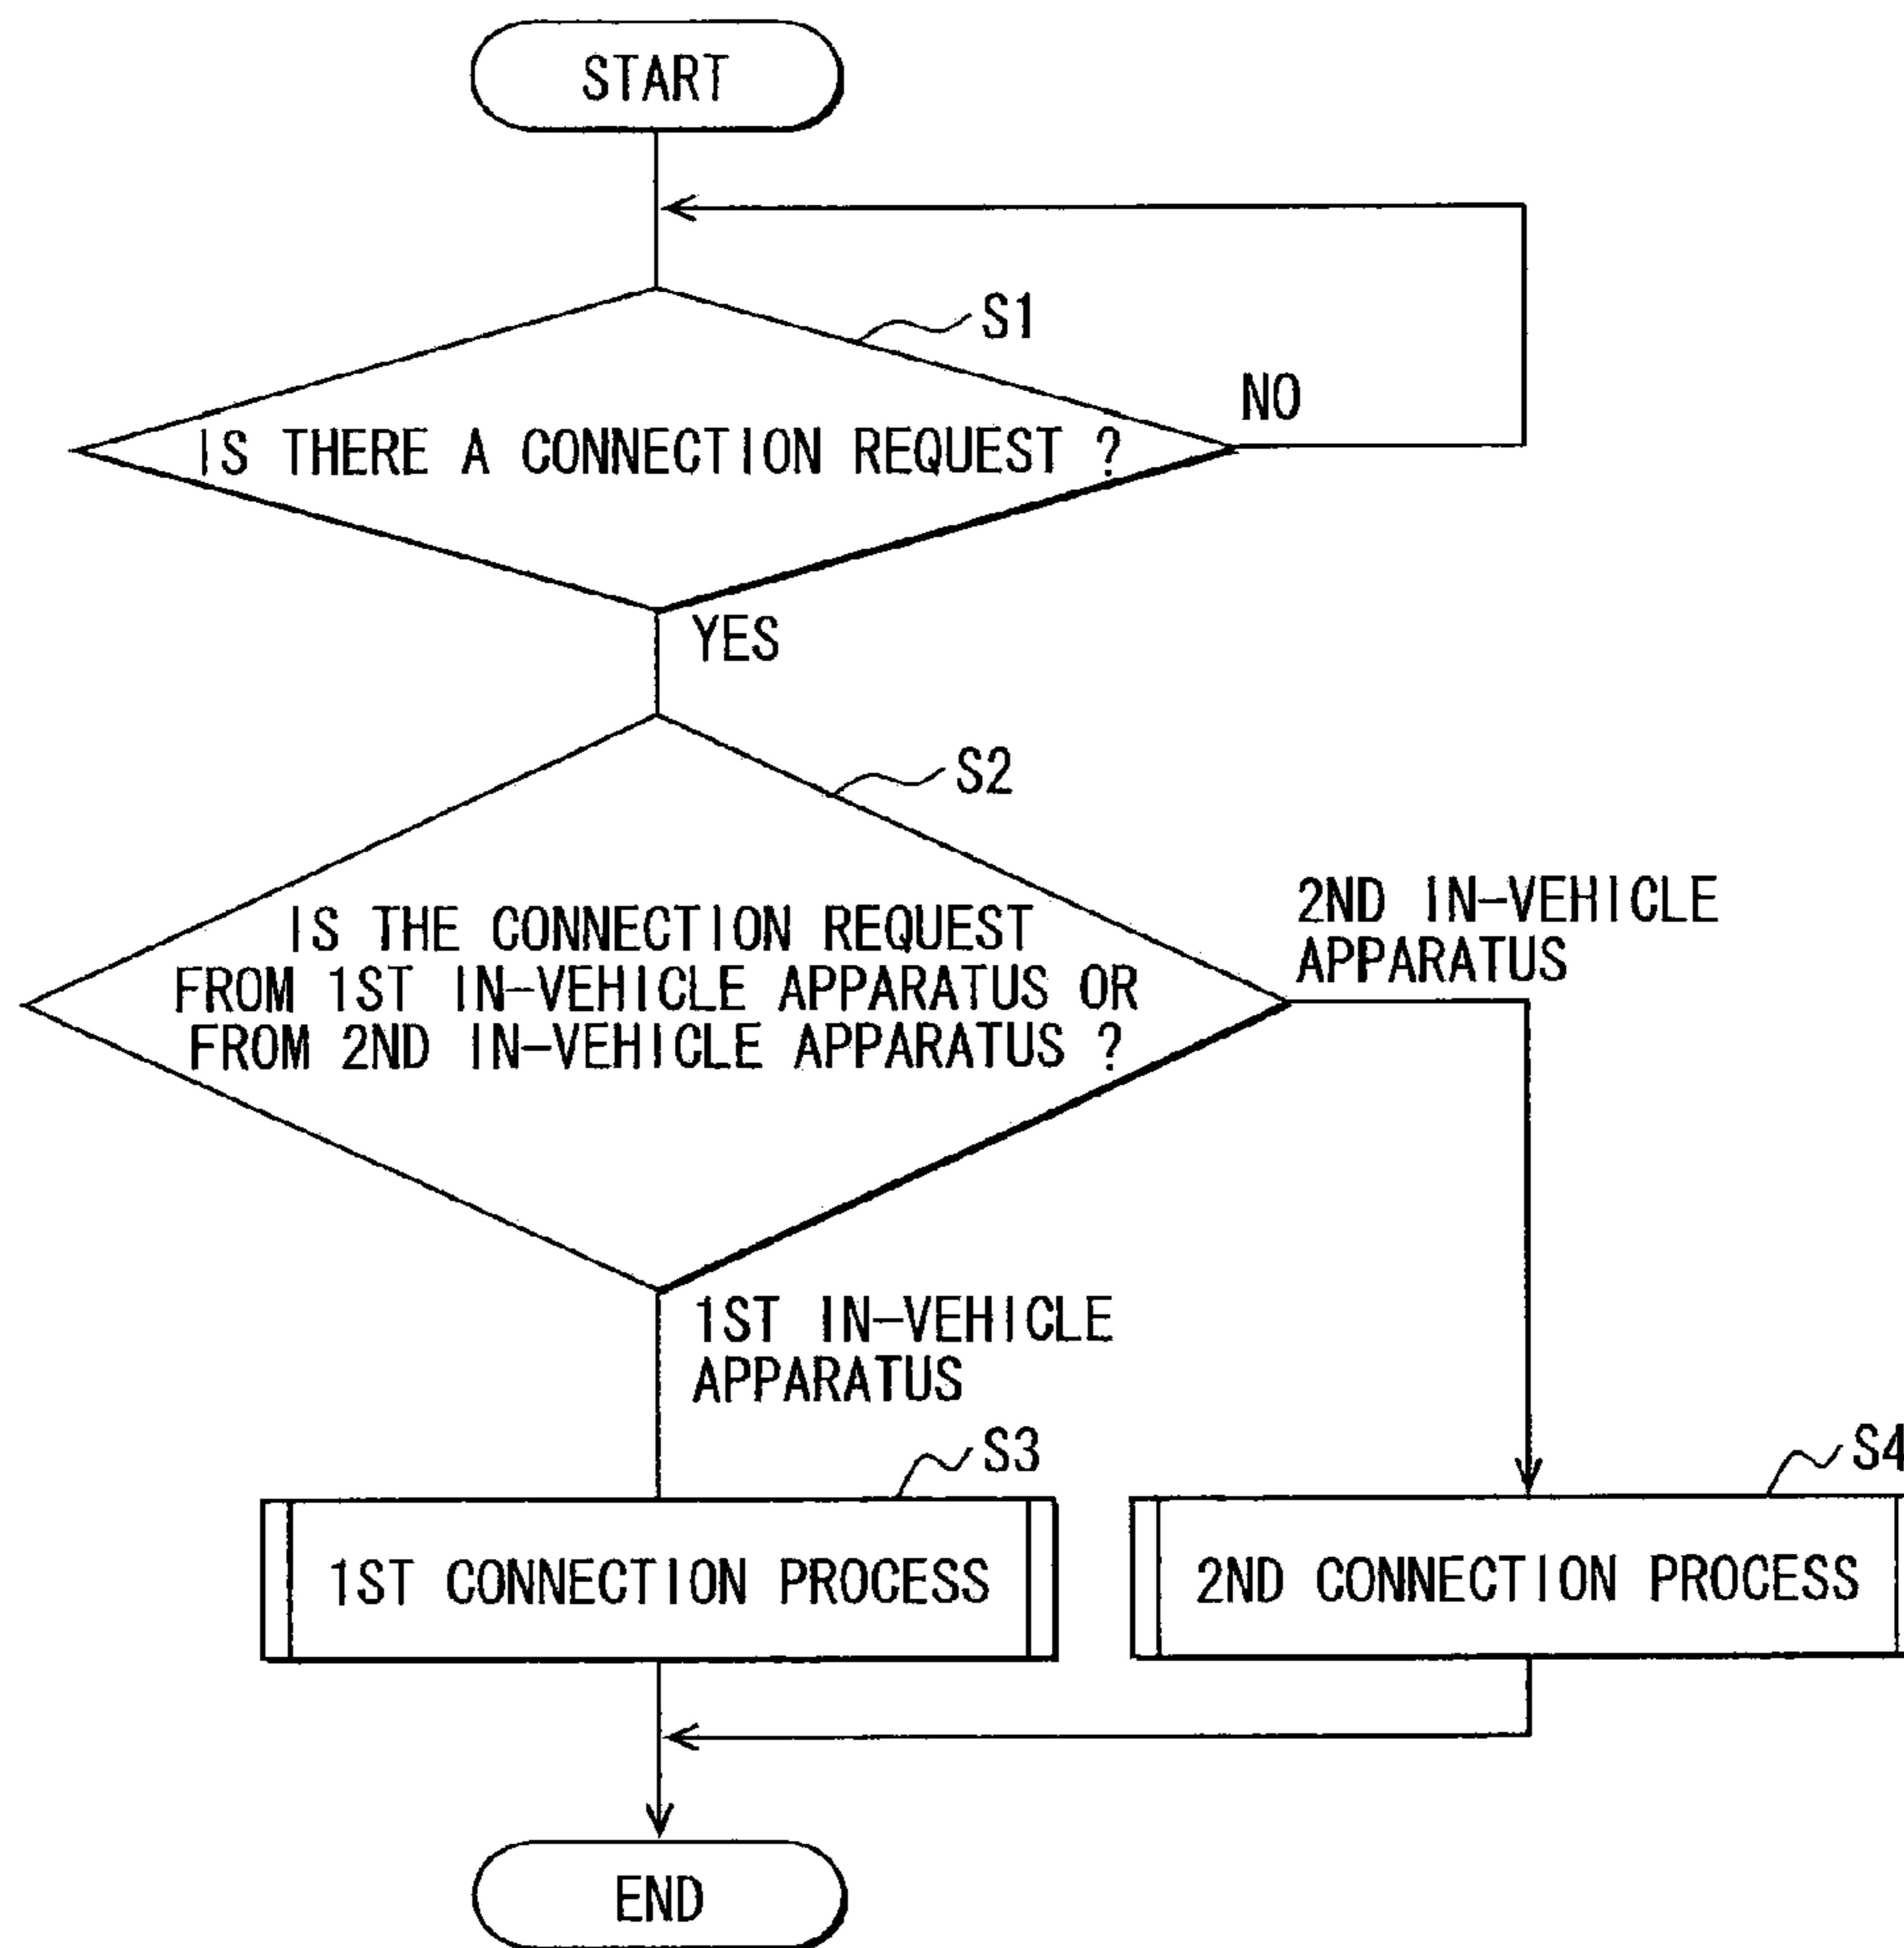 START
S1
NO
IS THERE A CONNECTION REQUEST ?
YES
S2
2ND IN-VEHICLE
APPARATUS
IS THE CONNECTION REQUEST
FROM 1ST IN-VEHICLE APPARATUS OR
FROM 2ND IN-VEHICLE APPARATUS ?
1ST IN-VEHICLE
APPARATUS
S3
S4
1ST CONNECTION PROCESS
2ND CONNECTION PROCESS
END